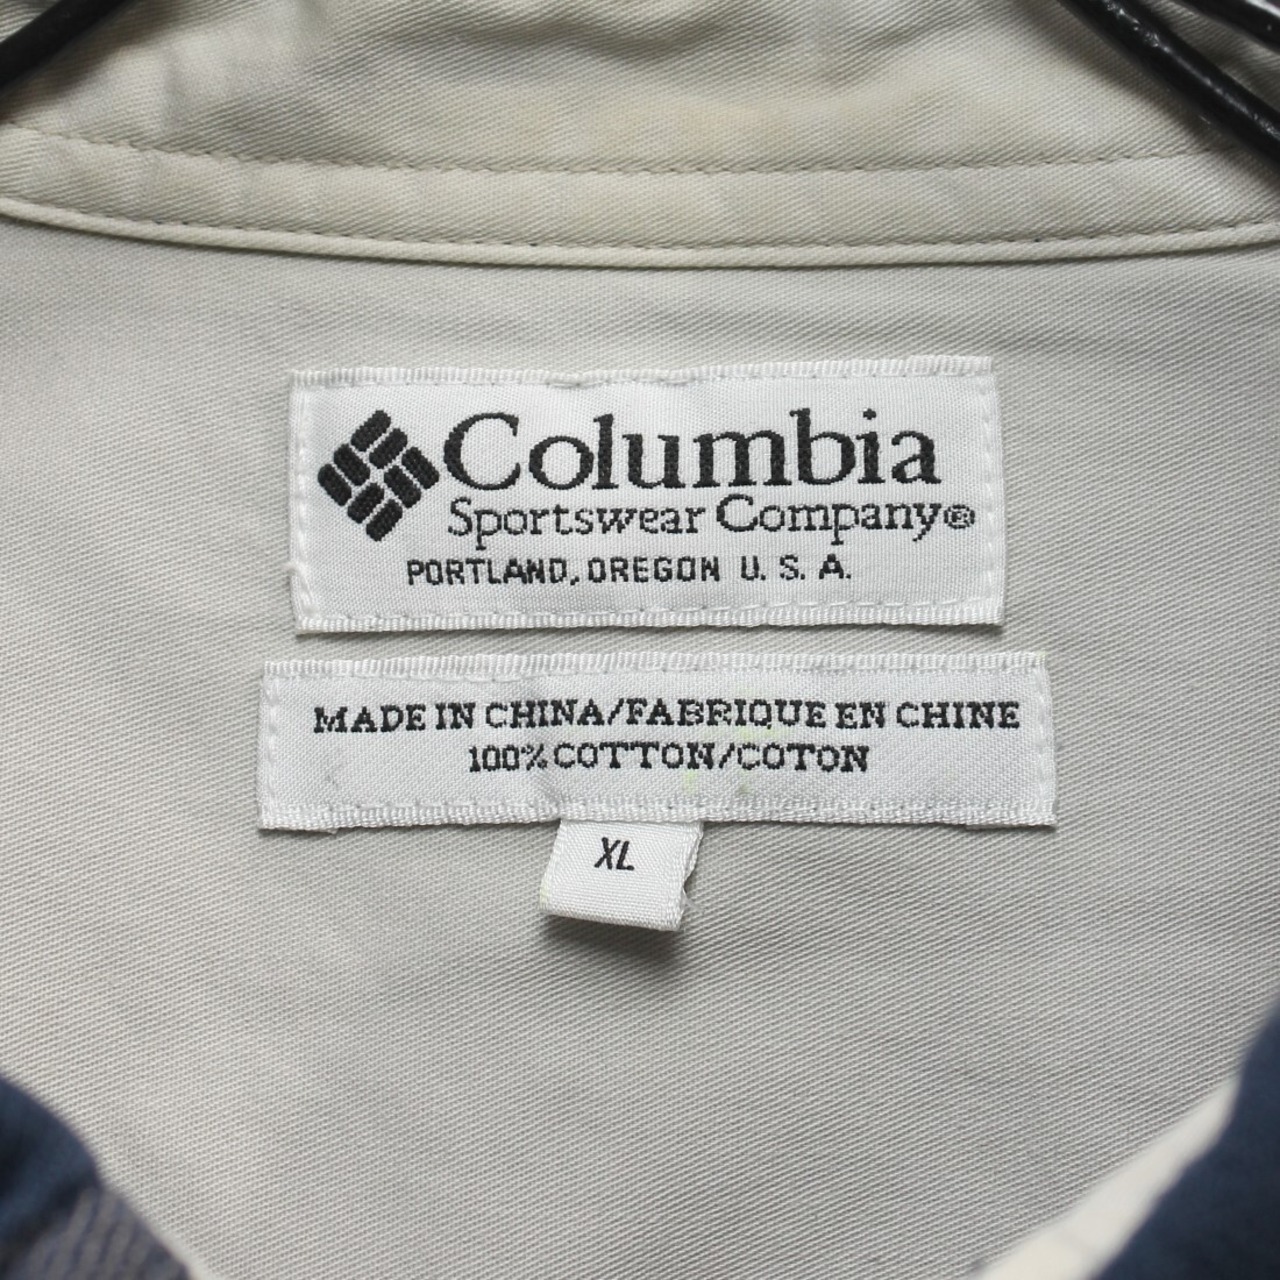 Columbia
Sportswear Company®
PORTLAND, OREGON U. S. A.
MADE IN CHINA/FABRIQUE EN CHINE
100% COTTON/COTON
XL